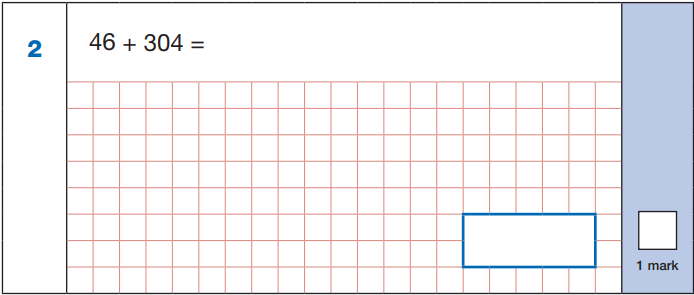 2
46 + 304 =
1 mark